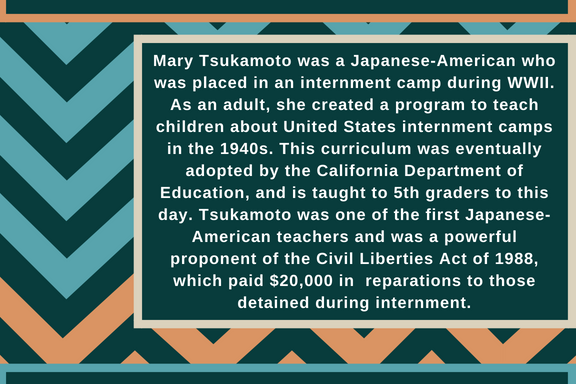 Mary Tsukamoto was a Japanese-American who
was placed in an internment camp during WWII.
As an adult, she created a program to teach
children about United States internment camps
in the 1940s. This curriculum was eventually
adopted by the California Department of
Education, and is taught to 5th graders to this
day. Tsukamoto was one of the first Japanese-
American teachers and was a powerful
proponent of the Civil Liberties Act of 1988,
which paid $20,000 in  reparations to those
detained during internment.